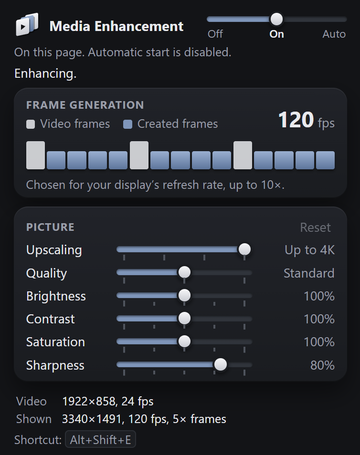 Media Enhancement
Off On Auto
On this page. Automatic start is disabled.
Enhancing.
FRAME GENERATION
Video frames Created frames 120 fps
Chosen for your display's refresh rate, up to 10×.
PICTURE Reset
Upscaling Up to 4K
Quality Standard
Brightness 100%
Contrast 100%
Saturation 100%
Sharpness 80%
Video 1922×858, 24 fps
Shown 3340×1491, 120 fps, 5× frames
Shortcut: Alt+Shift+E